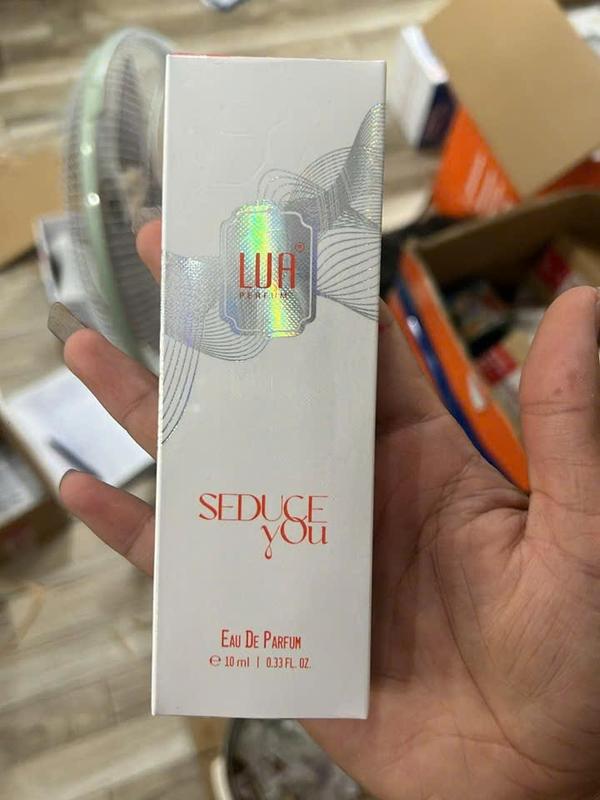 LUA®
PERFUME
SEDUCE
you
EAU DE PARFUM
℮ 10 ml | 0.33 FL. OZ.